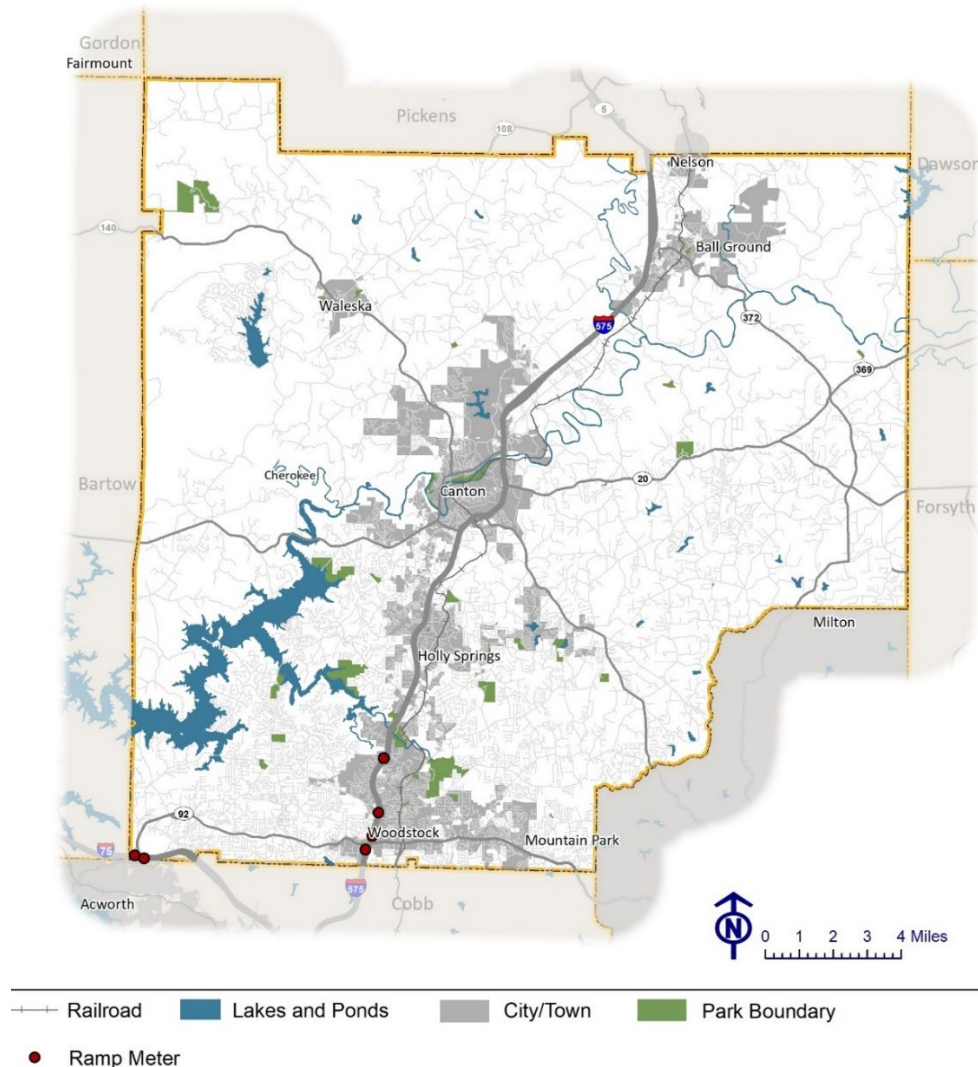 Gordon
Fairmount
Pickens
5
108
Nelson
Dawson
140
Ball Ground
Waleska
575
372
369
Cherokee
Bartow
Canton
20
Forsyth
Milton
Holly Springs
92
Woodstock
Mountain Park
75
575
Acworth
Cobb
N
0 1 2 3 4 Miles
Railroad
Lakes and Ponds
City/Town
Park Boundary
Ramp Meter